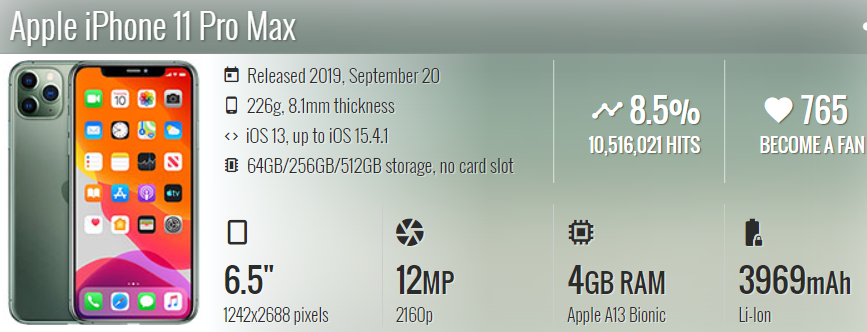 Apple iPhone 11 Pro Max
Released 2019, September 20
226g, 8.1mm thickness
iOS 13, up to iOS 15.4.1
64GB/256GB/512GB storage, no card slot
8.5%
10,516,021 HITS
765
BECOME A FAN
6.5"
1242x2688 pixels
12MP
2160p
4GB RAM
Apple A13 Bionic
3969mAh
Li-Ion